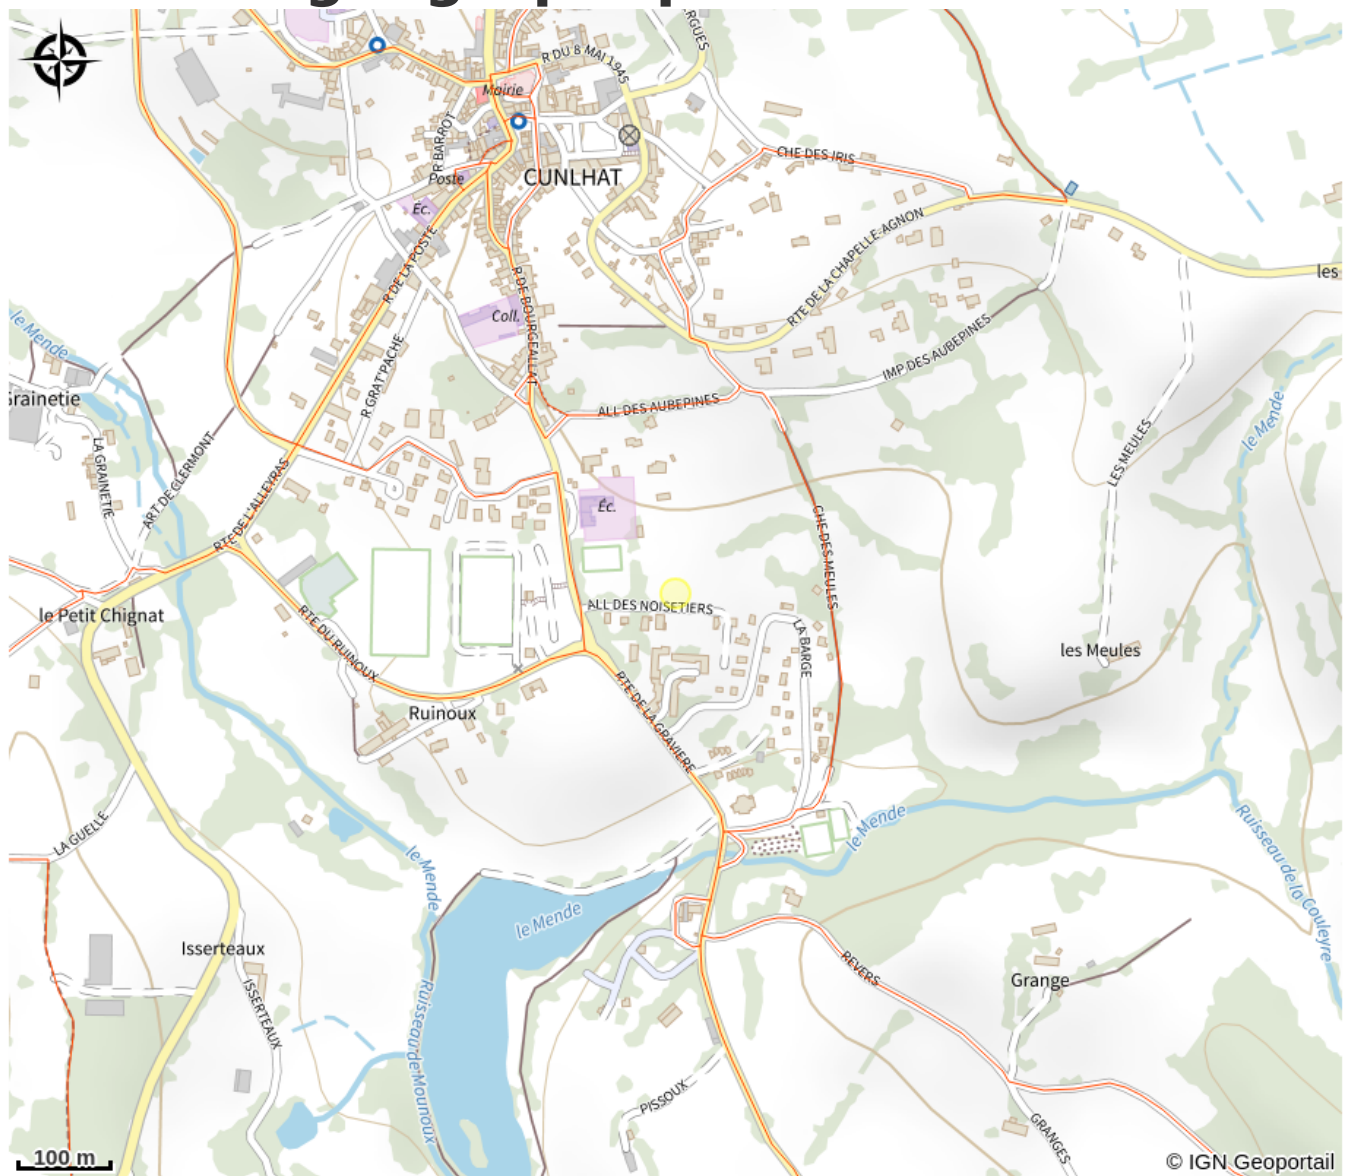 R DU 8 MAI 1945
Mairie
R BARROT
CHE DES IRIS
Poste
CUNLHAT
Éc.
RTE DE LA CHAPELLE-AGNON
R DE LA POSTE
les
R DE BOURGEALLAT
Coll.
le Mende
IMP DES AUBEPINES
R GRAT'PACHE
Grainetie
ALL DES AUBEPINES
le Mende
LA GRAINETIE
ART DE CLERMONT
LES MEULES
RTE DE L'ALLEYRAS
Éc.
CHE DES MEULES
le Petit Chignat
ALL DES NOISETIERS
RTE DU RUINOUX
LA BARGE
les Meules
Ruinoux
RTE DE LA GRAVIERE
LA GUELLE
le Mende
le Mende
Ruisseau de la Couleyre
le Mende
Isserteaux
REVERS
Grange
ISSERTEAUX
Ruisseau de Mounoux
PISSOUX
GRANGES
100 m
© IGN Geoportail